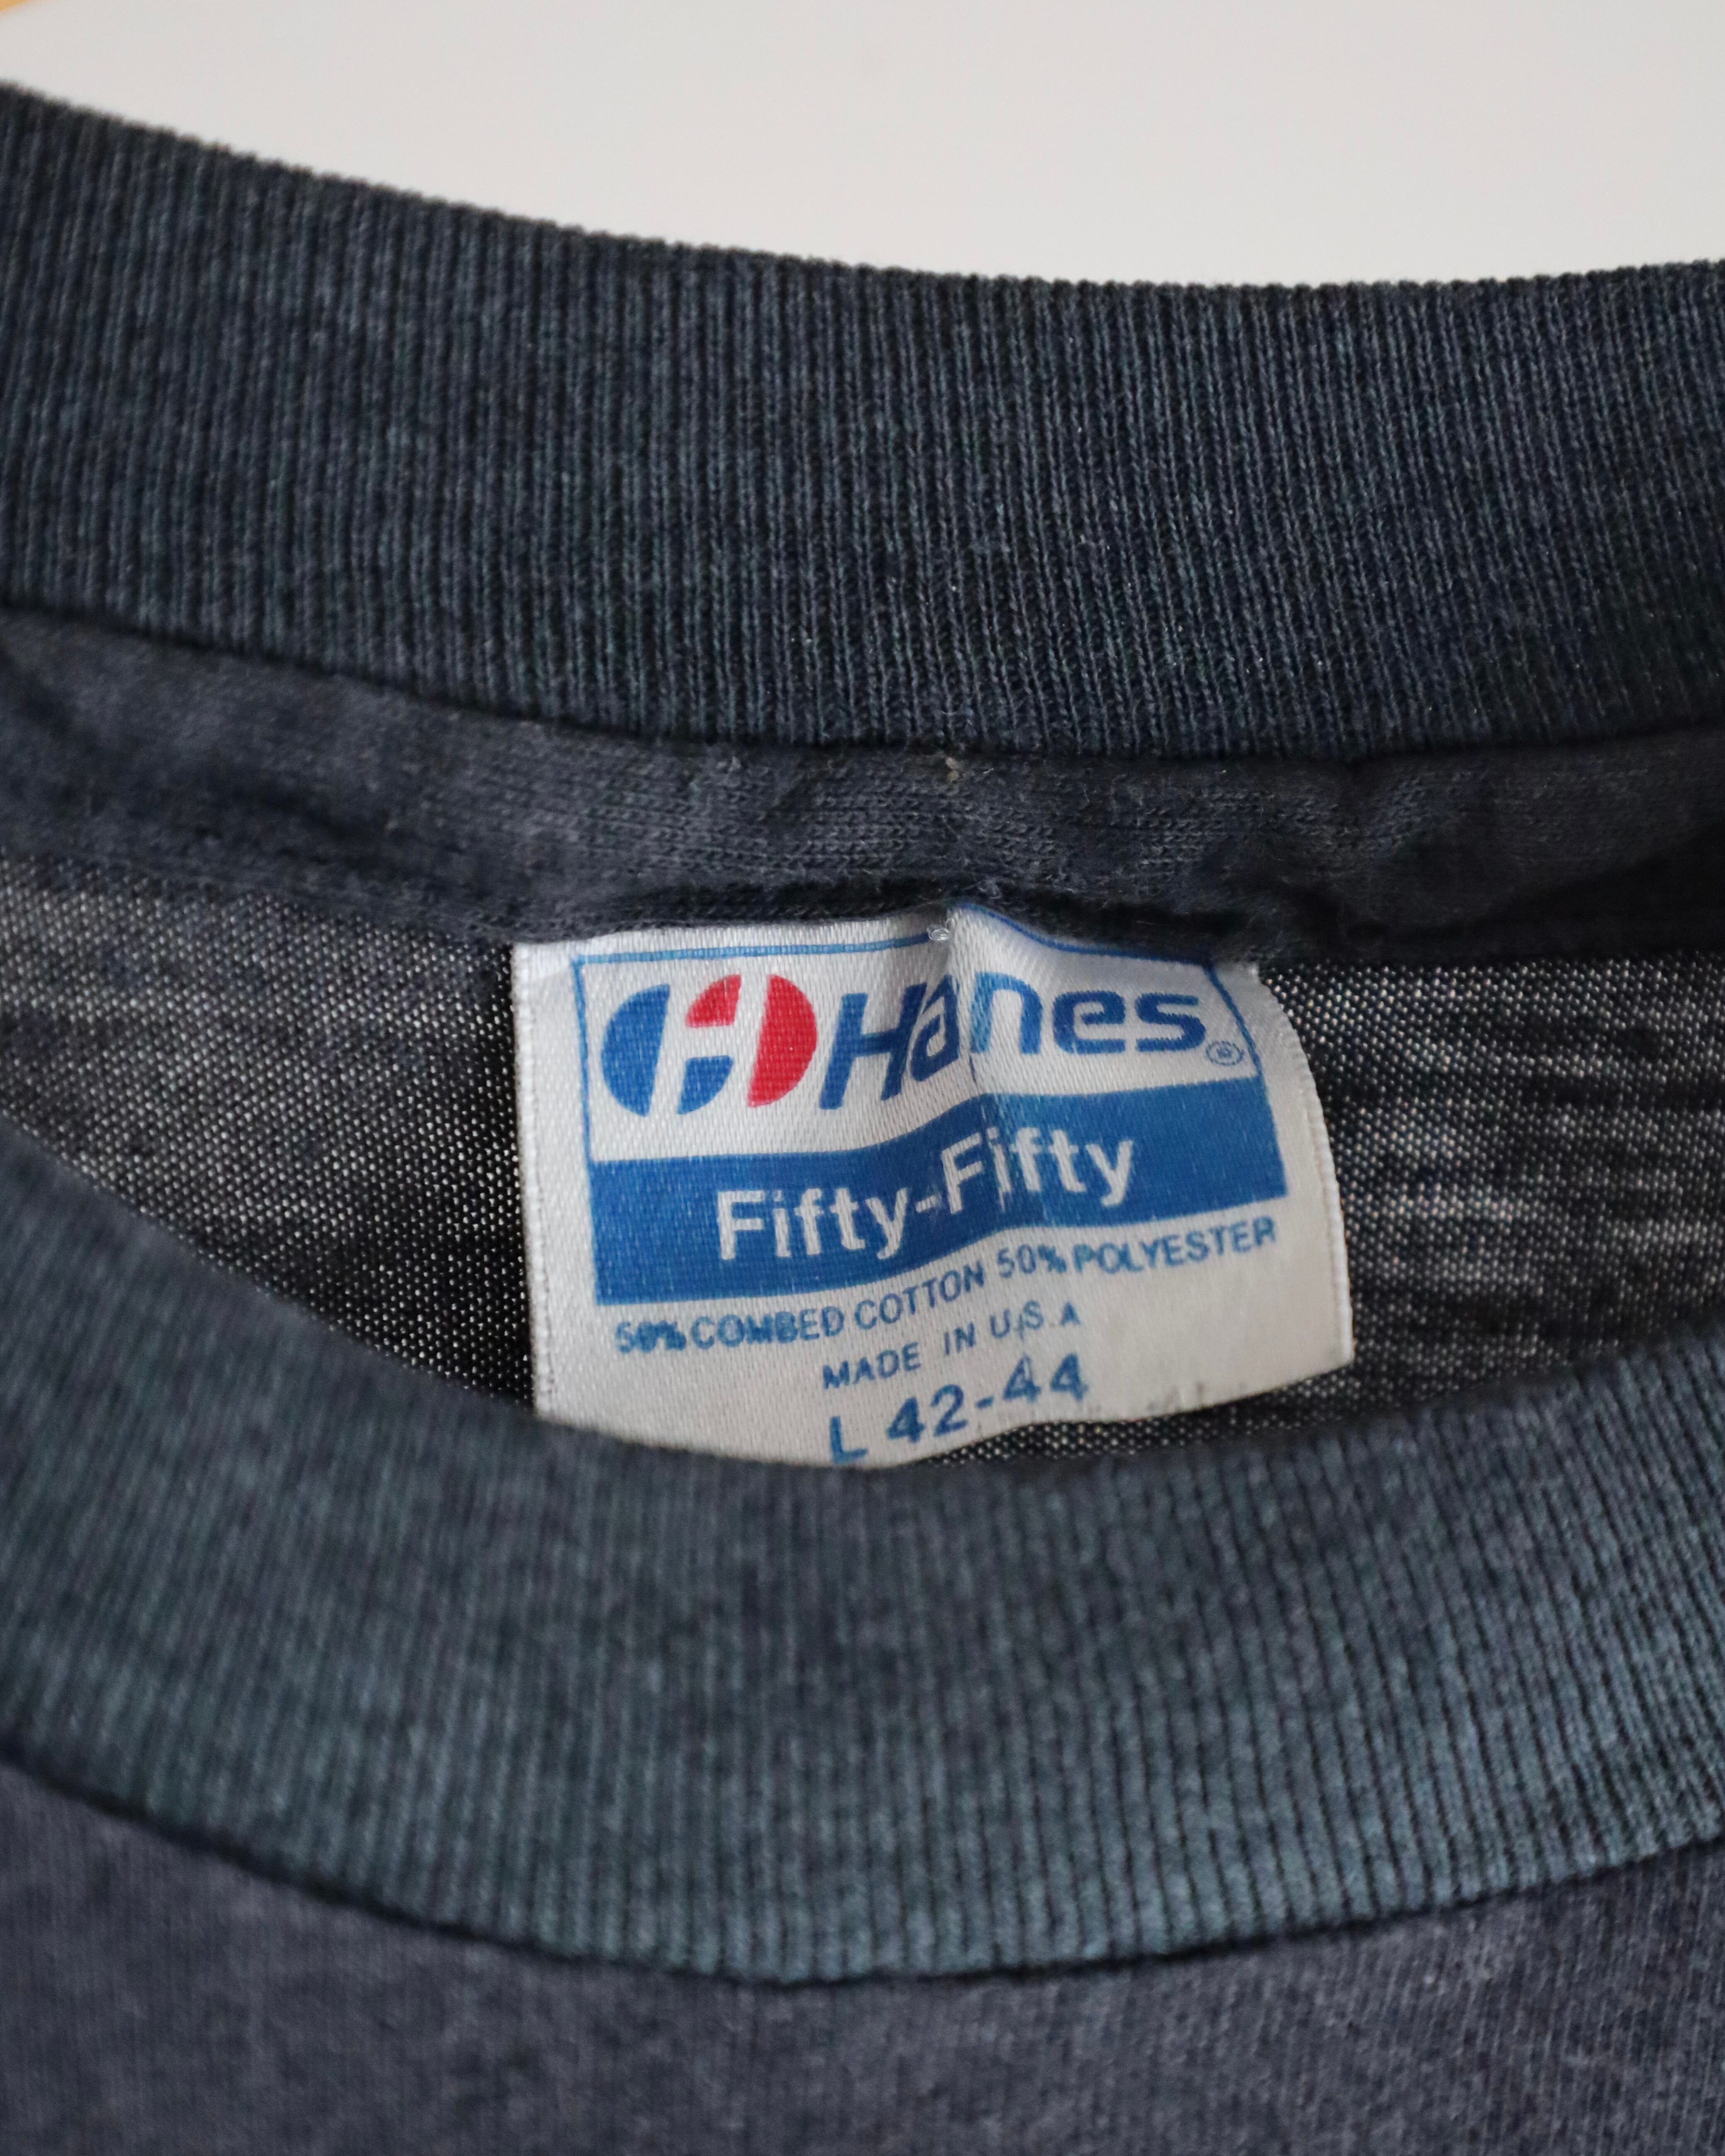 Hanes®
Fifty-Fifty
50% COMBED COTTON 50% POLYESTER
MADE IN U.S.A
L 42-44